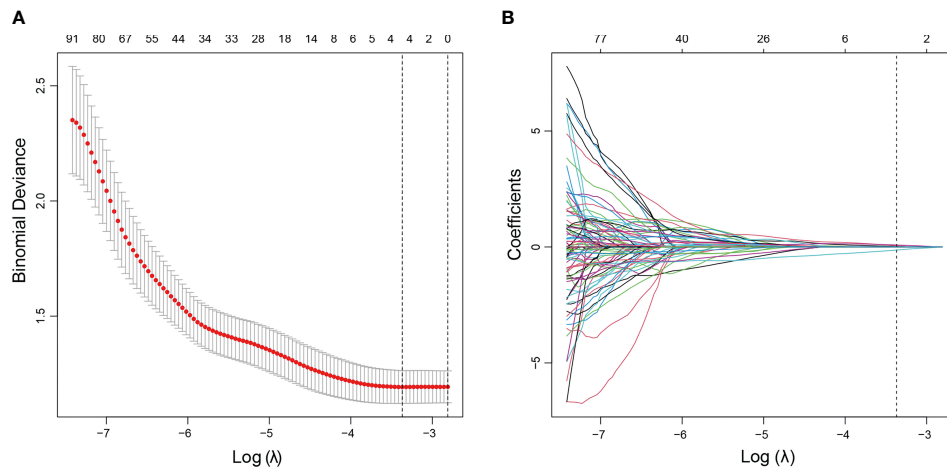 A
91 80 67 55 44 34 33 28 18 14 8 6 5 4 4 2 0
2.5
2.0
1.5
Binomial Deviance
−7 −6 −5 −4 −3
Log (λ)
B
77 40 26 6 2
5
0
−5
Coefficients
−7 −6 −5 −4 −3
Log (λ)